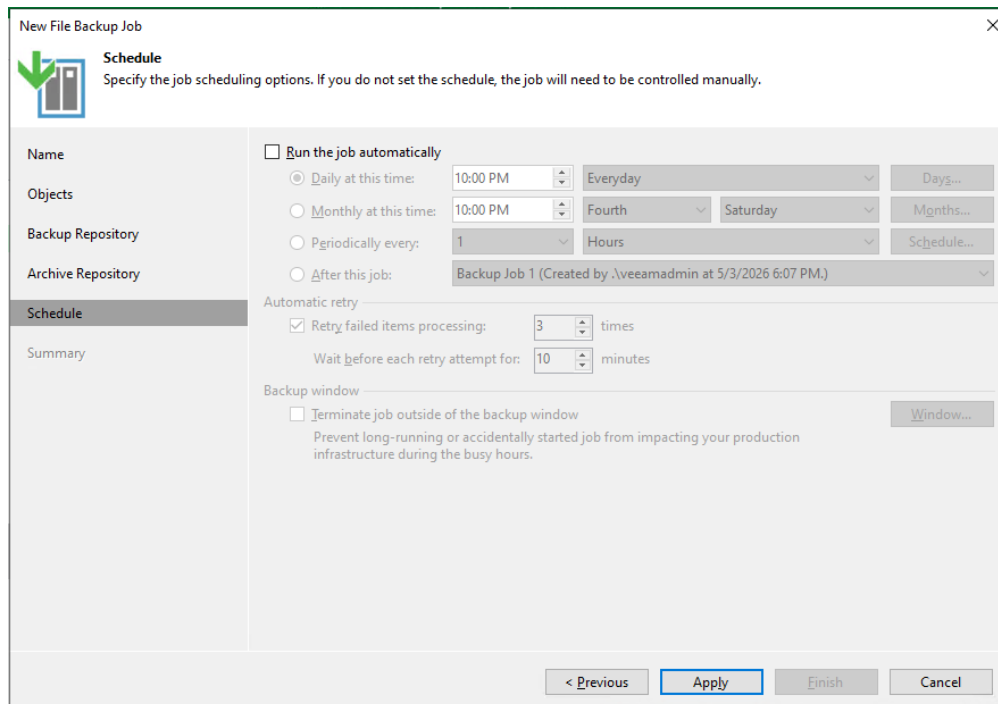 New File Backup Job
Schedule
Specify the job scheduling options. If you do not set the schedule, the job will need to be controlled manually.
Name
Objects
Backup Repository
Archive Repository
Schedule
Summary
Run the job automatically
Daily at this time: 10:00 PM Everyday Days...
Monthly at this time: 10:00 PM Fourth Saturday Months...
Periodically every: 1 Hours Schedule...
After this job: Backup Job 1 (Created by .\veeamadmin at 5/3/2026 6:07 PM.)
Automatic retry
Retry failed items processing: 3 times
Wait before each retry attempt for: 10 minutes
Backup window
Terminate job outside of the backup window Window...
Prevent long-running or accidentally started job from impacting your production
infrastructure during the busy hours.
< Previous Apply Finish Cancel